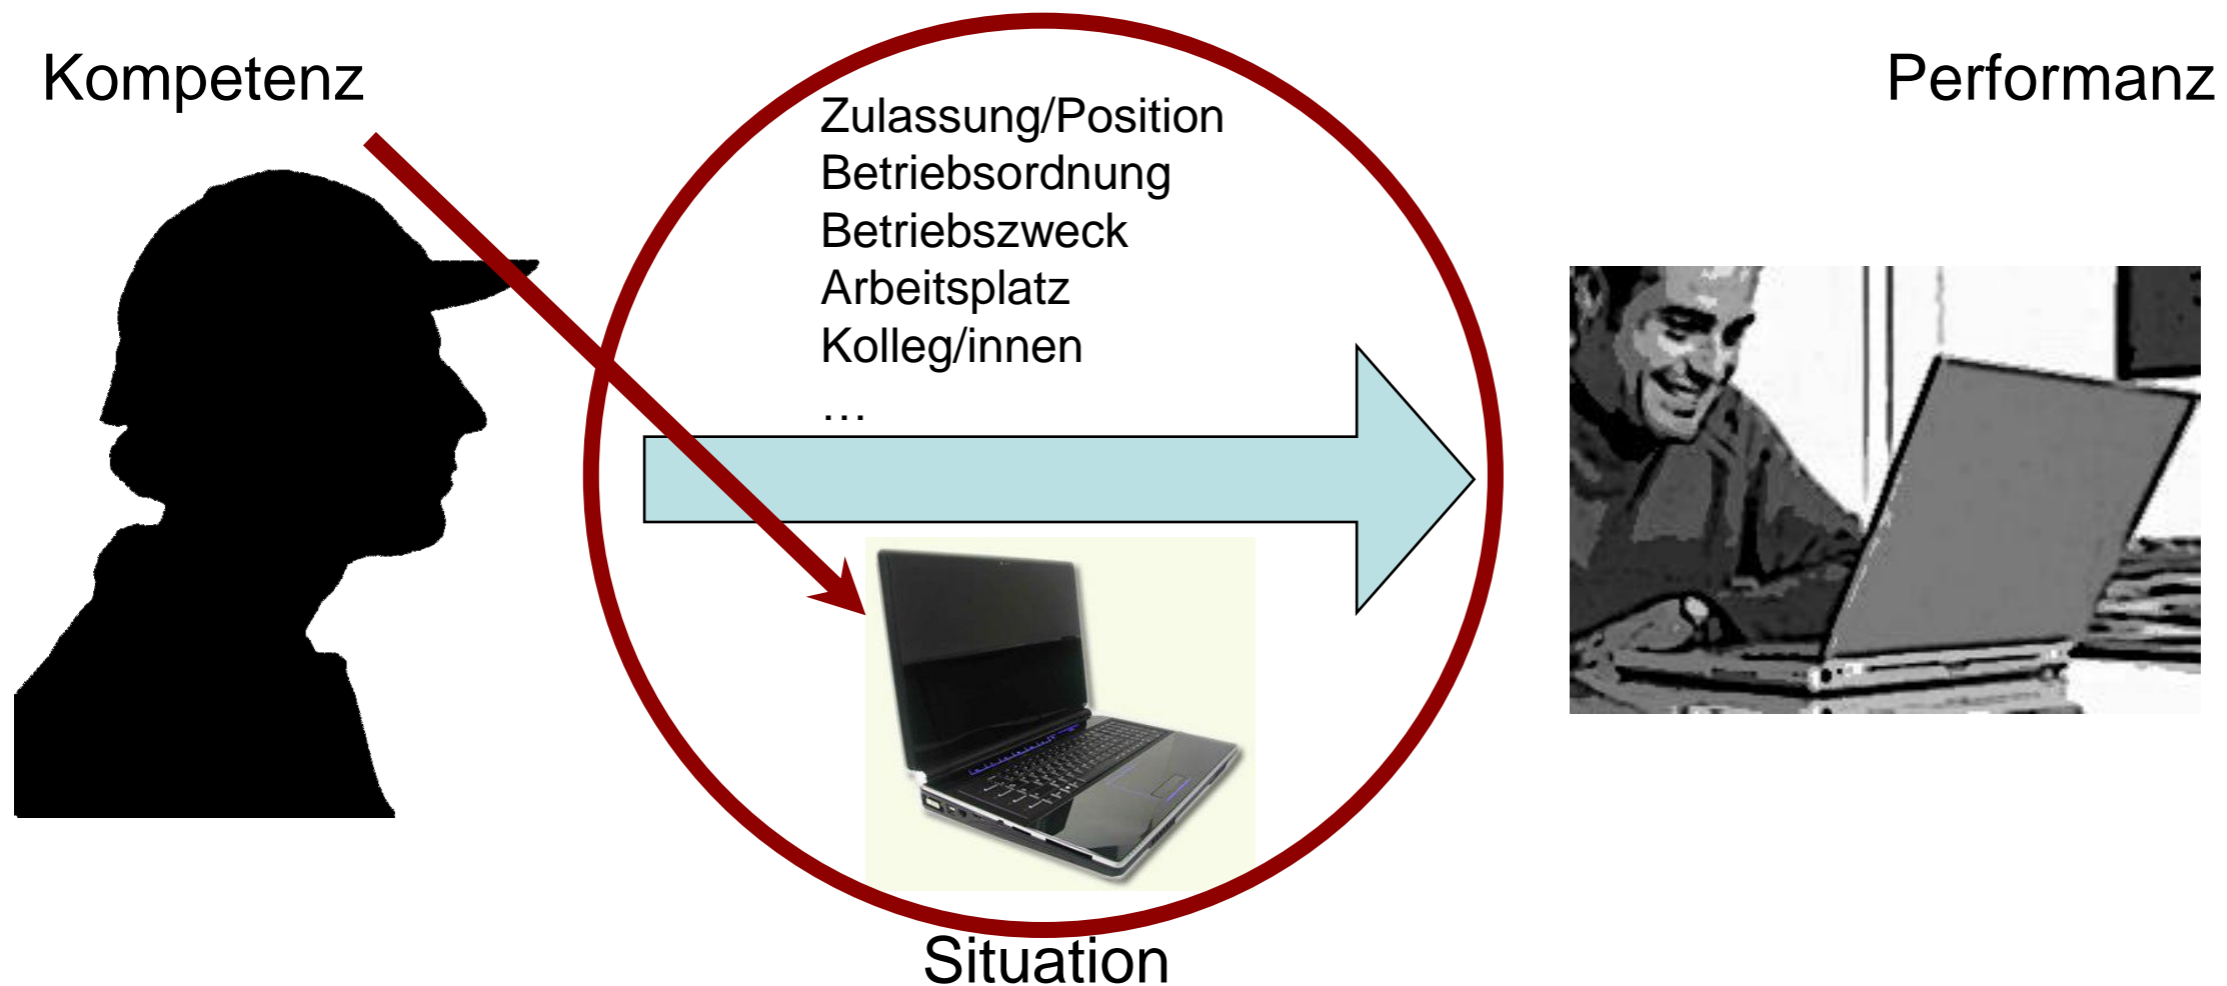 Kompetenz
Performanz
Zulassung/Position
Betriebsordnung
Betriebszweck
Arbeitsplatz
Kolleg/innen
…
Situation